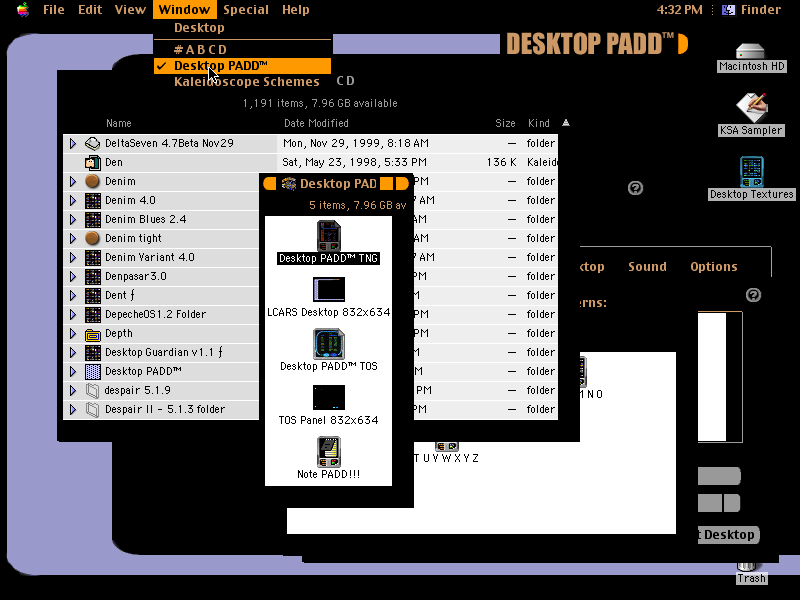 File Edit View Window Special Help 4:32 PM Finder
Desktop
# A B C D
✓ Desktop PADD™
Kaleidoscope Schemes
C D
DESKTOP PADD™
Macintosh HD
KSA Sampler
Desktop Textures
1,191 items, 7.96 GB available
Name Date Modified Size Kind
DeltaSeven 4.7Beta Nov29 Mon, Nov 29, 1999, 8:18 AM — folder
Den Sat, May 23, 1998, 5:33 PM 136 K Kaleid
Denim PM — folder
Denim 4.0 7 AM — folder
Denim Blues 2.4 AM — folder
Denim tight AM — folder
Denim Variant 4.0 7 AM — folder
Denpasar3.0 M — folder
Dent ƒ M — folder
DepecheOS1.2 Folder PM — folder
Depth PM — folder
Desktop Guardian v1.1 ƒ M — folder
Desktop PADD™ PM — folder
despair 5.1.9 PM — folder
Despair II - 5.1.3 folder PM — folder
Desktop PAD
5 items, 7.96 GB av
Desktop PADD™ TNG
LCARS Desktop 832x634
Desktop PADD™ TOS
TOS Panel 832x634
Note PADD!!!
ktop Sound Options
erns:
N O
T U V W X Y Z
t Desktop
Trash